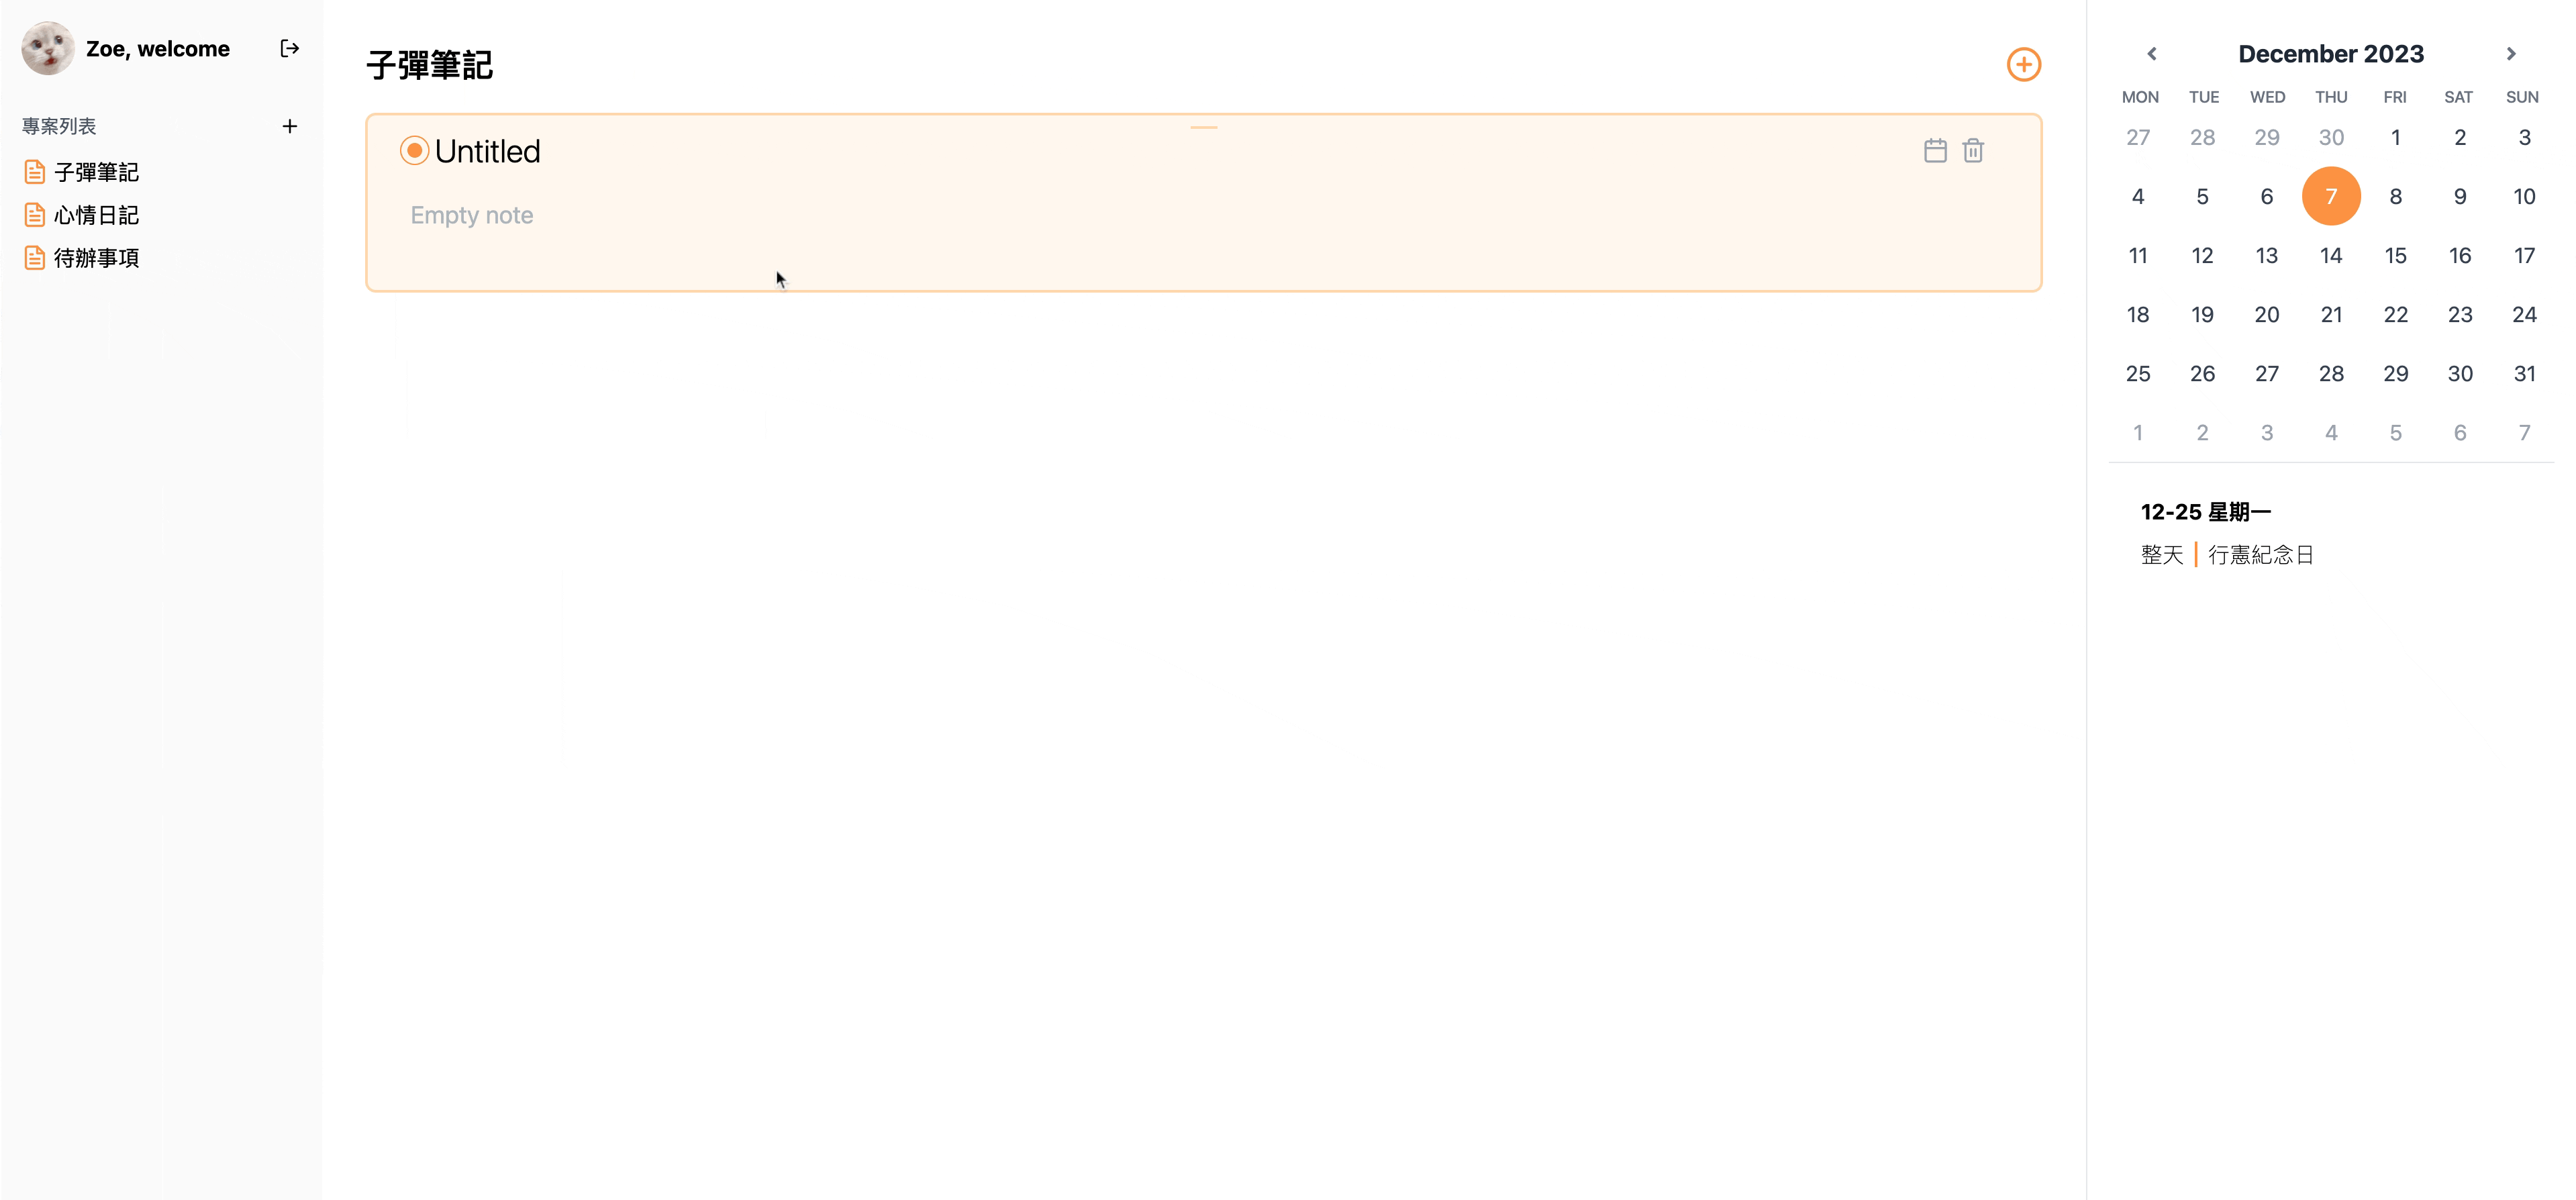 Zoe, welcome
專案列表
子彈筆記
心情日記
待辦事項
子彈筆記
Untitled
Empty note
December 2023
MON TUE WED THU FRI SAT SUN
27 28 29 30 1 2 3
4 5 6 7 8 9 10
11 12 13 14 15 16 17
18 19 20 21 22 23 24
25 26 27 28 29 30 31
1 2 3 4 5 6 7
12-25 星期一
整天 行憲紀念日